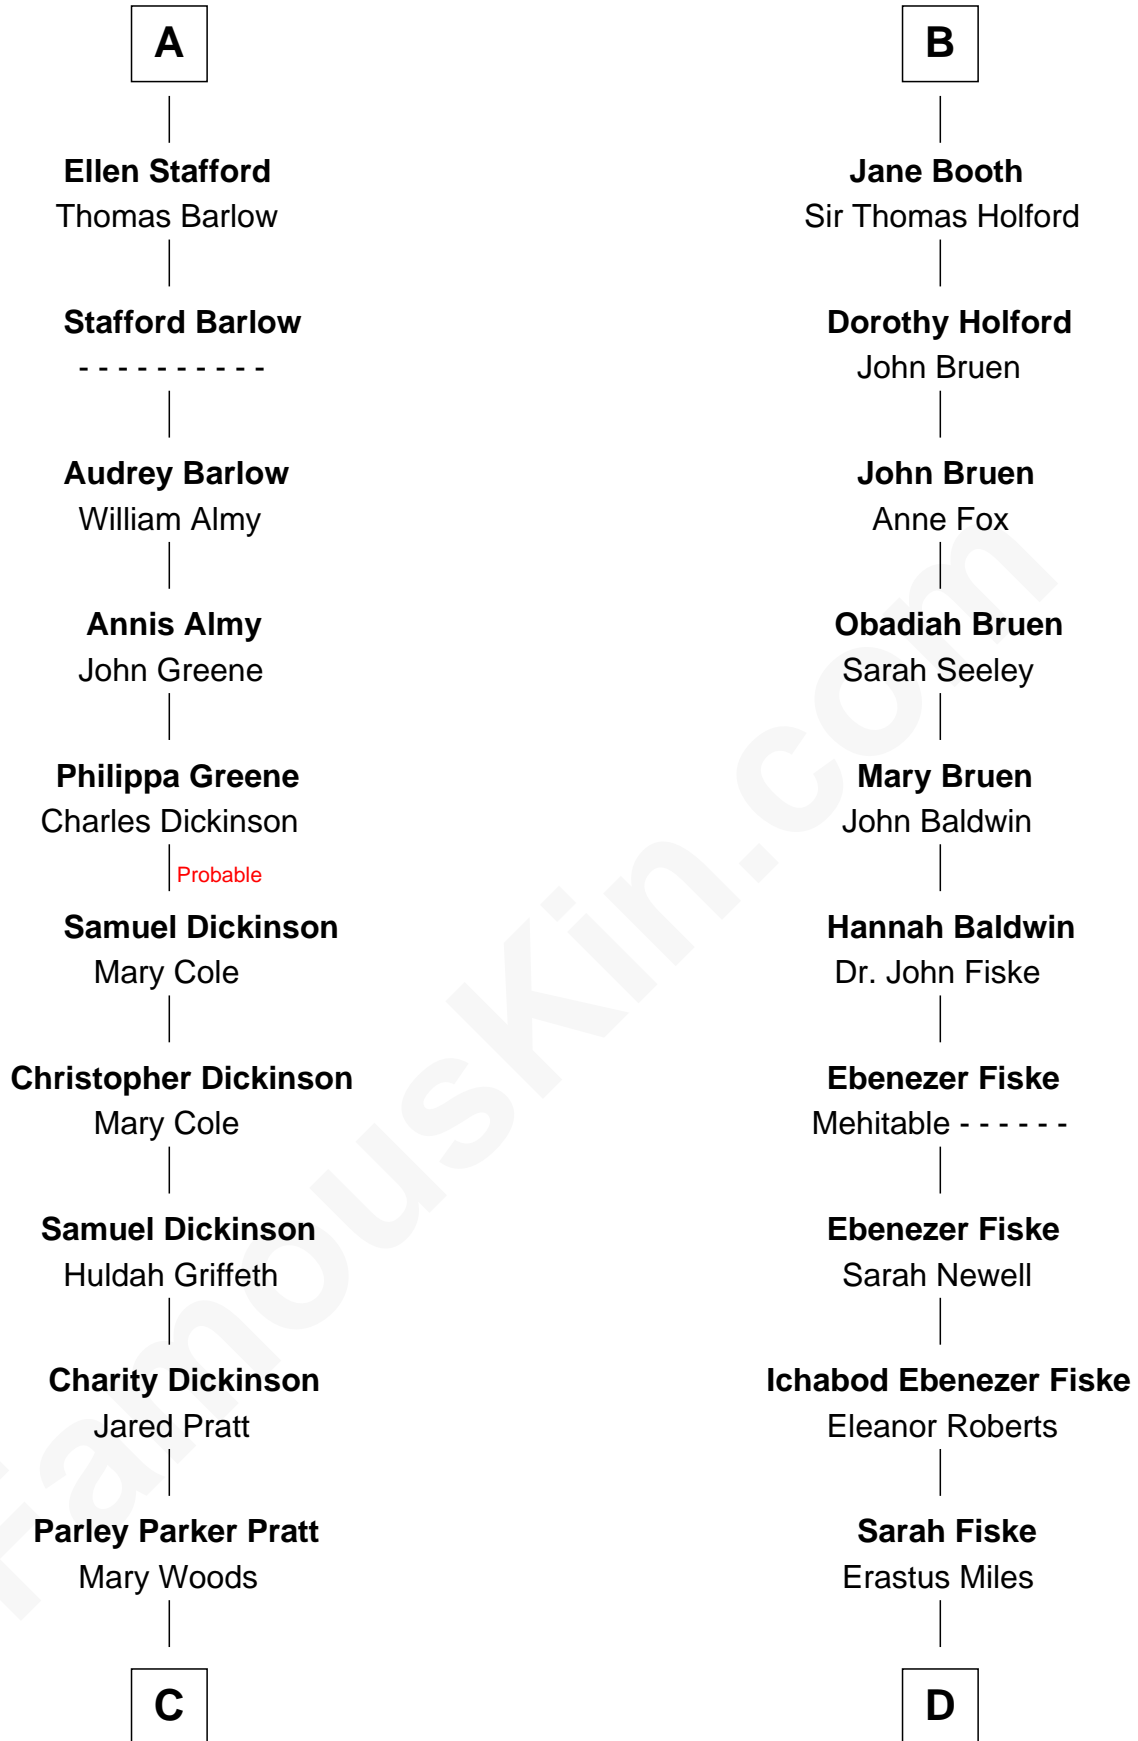 A
Ellen Stafford
Thomas Barlow
Stafford Barlow
- - - - - - - - - -
Audrey Barlow
William Almy
Annis Almy
John Greene
Philippa Greene
Charles Dickinson
Probable
Samuel Dickinson
Mary Cole
Christopher Dickinson
Mary Cole
Samuel Dickinson
Huldah Griffeth
Charity Dickinson
Jared Pratt
Parley Parker Pratt
Mary Woods
C
B
Jane Booth
Sir Thomas Holford
Dorothy Holford
John Bruen
John Bruen
Anne Fox
Obadiah Bruen
Sarah Seeley
Mary Bruen
John Baldwin
Hannah Baldwin
Dr. John Fiske
Ebenezer Fiske
Mehitable - - - - - -
Ebenezer Fiske
Sarah Newell
Ichabod Ebenezer Fiske
Eleanor Roberts
Sarah Fiske
Erastus Miles
D
FamousKin.com